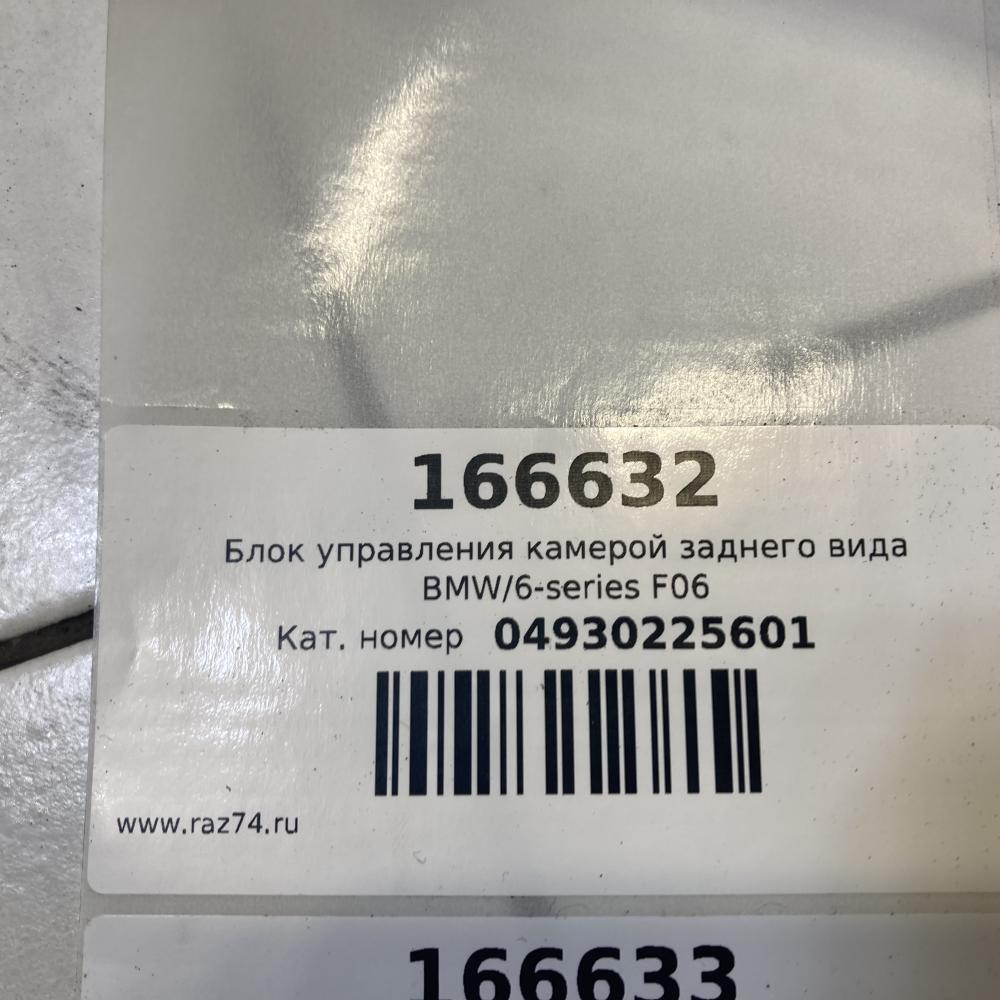 166632
Блок управления камерой заднего вида
BMW/6-series F06
Кат. номер 04930225601
www.raz74.ru
166633